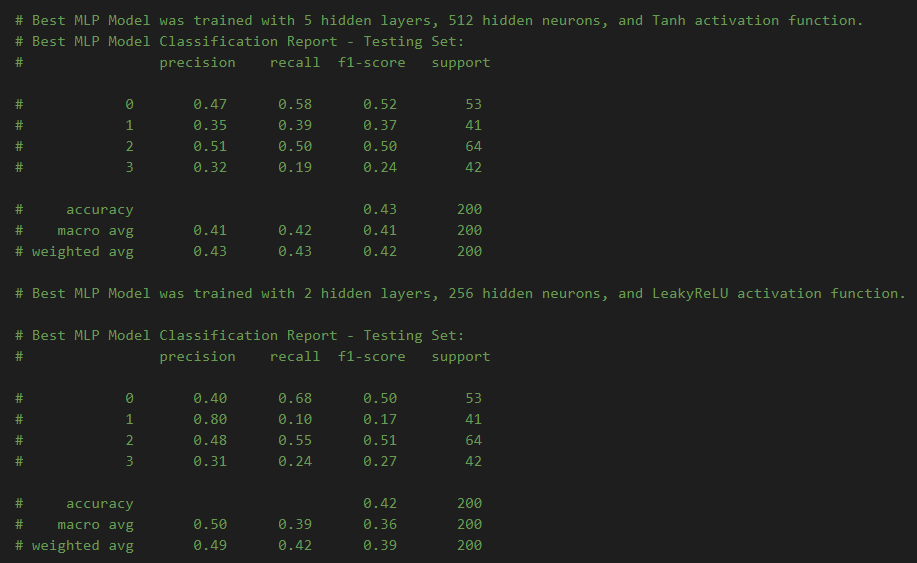 # Best MLP Model was trained with 5 hidden layers, 512 hidden neurons, and Tanh activation function.
# Best MLP Model Classification Report - Testing Set:
#                precision    recall  f1-score   support
#            0       0.47      0.58      0.52        53
#            1       0.35      0.39      0.37        41
#            2       0.51      0.50      0.50        64
#            3       0.32      0.19      0.24        42
#     accuracy                           0.43       200
#    macro avg       0.41      0.42      0.41       200
# weighted avg       0.43      0.43      0.42       200
# Best MLP Model was trained with 2 hidden layers, 256 hidden neurons, and LeakyReLU activation function.
# Best MLP Model Classification Report - Testing Set:
#                precision    recall  f1-score   support
#            0       0.40      0.68      0.50        53
#            1       0.80      0.10      0.17        41
#            2       0.48      0.55      0.51        64
#            3       0.31      0.24      0.27        42
#     accuracy                           0.42       200
#    macro avg       0.50      0.39      0.36       200
# weighted avg       0.49      0.42      0.39       200